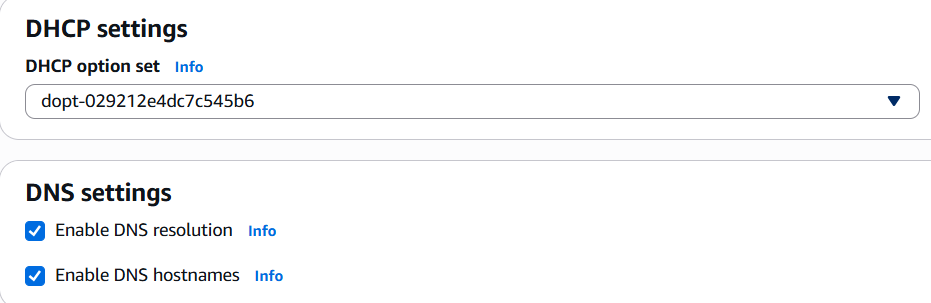 DHCP settings
DHCP option set Info
dopt-029212e4dc7c545b6
DNS settings
Enable DNS resolution Info
Enable DNS hostnames Info